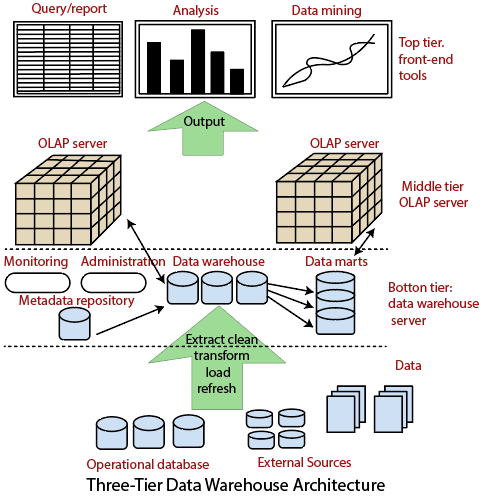 Query/report
Analysis
Data mining
Top tier.
front-end
tools
Output
OLAP server
OLAP server
Middle tier
OLAP server
Monitoring
Administration
Data warehouse
Data marts
Metadata repository
Botton tier:
data warehouse
server
Extract clean
transform
load
refresh
Data
Operational database
External Sources
Three-Tier Data Warehouse Architecture